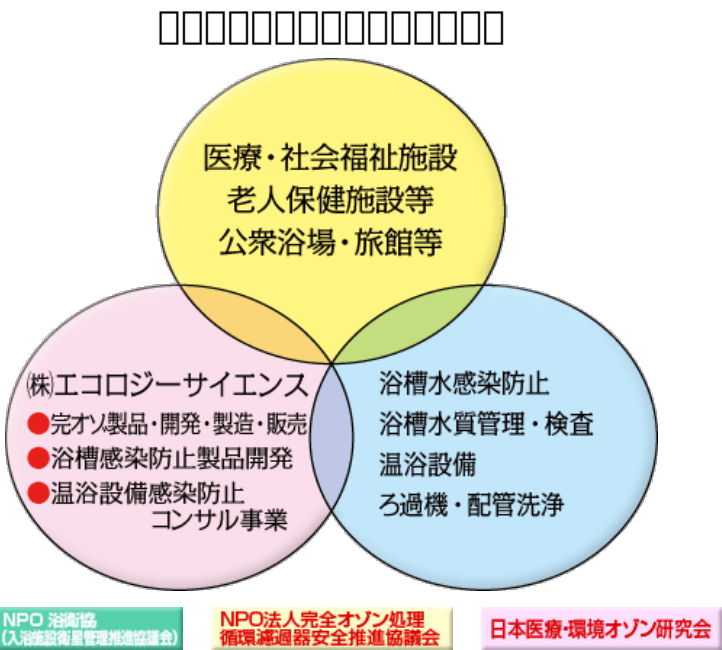 医療・社会福祉施設
老人保健施設等
公衆浴場・旅館等
㈱エコロジーサイエンス
●完オゾ製品・開発・製造・販売
●浴槽感染防止製品開発
●温浴設備感染防止
コンサル事業
浴槽水感染防止
浴槽水質管理・検査
温浴設備
ろ過機・配管洗浄
NPO 浴衛協
(入浴施設衛星管理推進協議会)
NPO法人完全オゾン処理
循環濾過器安全推進協議会
日本医療・環境オゾン研究会